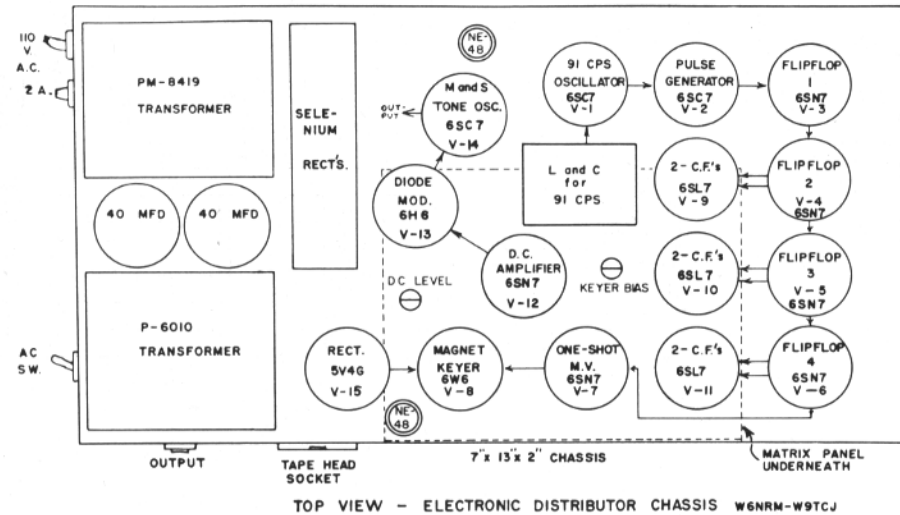 110
V.
A.C.
2 A.
PM-8419
TRANSFORMER
40 MFD
40 MFD
P-6010
TRANSFORMER
AC
SW.
SELE-
NIUM
RECT'S.
NE-
48
M and S
TONE OSC.
6SC7
V-14
OUT-
PUT
91 CPS
OSCILLATOR
6SC7
V-1
PULSE
GENERATOR
6SC7
V-2
FLIPFLOP
1
6SN7
V-3
DIODE
MOD.
6H6
V-13
L and C
for
91 CPS
2-C.F.'s
6SL7
V-9
FLIPFLOP
2
V-4
6SN7
D.C.
AMPLIFIER
6SN7
V-12
DC LEVEL
KEYER BIAS
2-C.F.'s
6SL7
V-10
FLIPFLOP
3
V-5
6SN7
RECT.
5V4G
V-15
MAGNET
KEYER
6W6
V-8
ONE-SHOT
M.V.
6SN7
V-7
2-C.F.'s
6SL7
V-11
FLIPFLOP
4
6SN7
V-6
NE-
48
OUTPUT
TAPE HEAD
SOCKET
7"x 13"x 2" CHASSIS
MATRIX PANEL
UNDERNEATH
TOP VIEW - ELECTRONIC DISTRIBUTOR CHASSIS W6NRM-W9TCJ